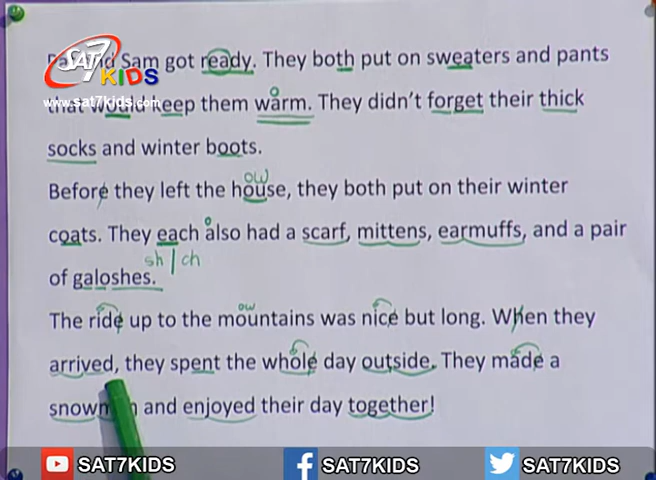 and Sam got ready. They both put on sweaters and pants
SAT7
KIDS
www.sat7kids.com
that would keep them warm. They didn't forget their thick
socks and winter boots.
ow
Before they left the house, they both put on their winter
coats. They each also had a scarf, mittens, earmuffs, and a pair
sh | ch
of galoshes.
ow
The ride up to the mountains was nice but long. When they
arrived, they spent the whole day outside. They made a
and enjoyed their day together!
SAT7KIDS SAT7KIDS SAT7KIDS